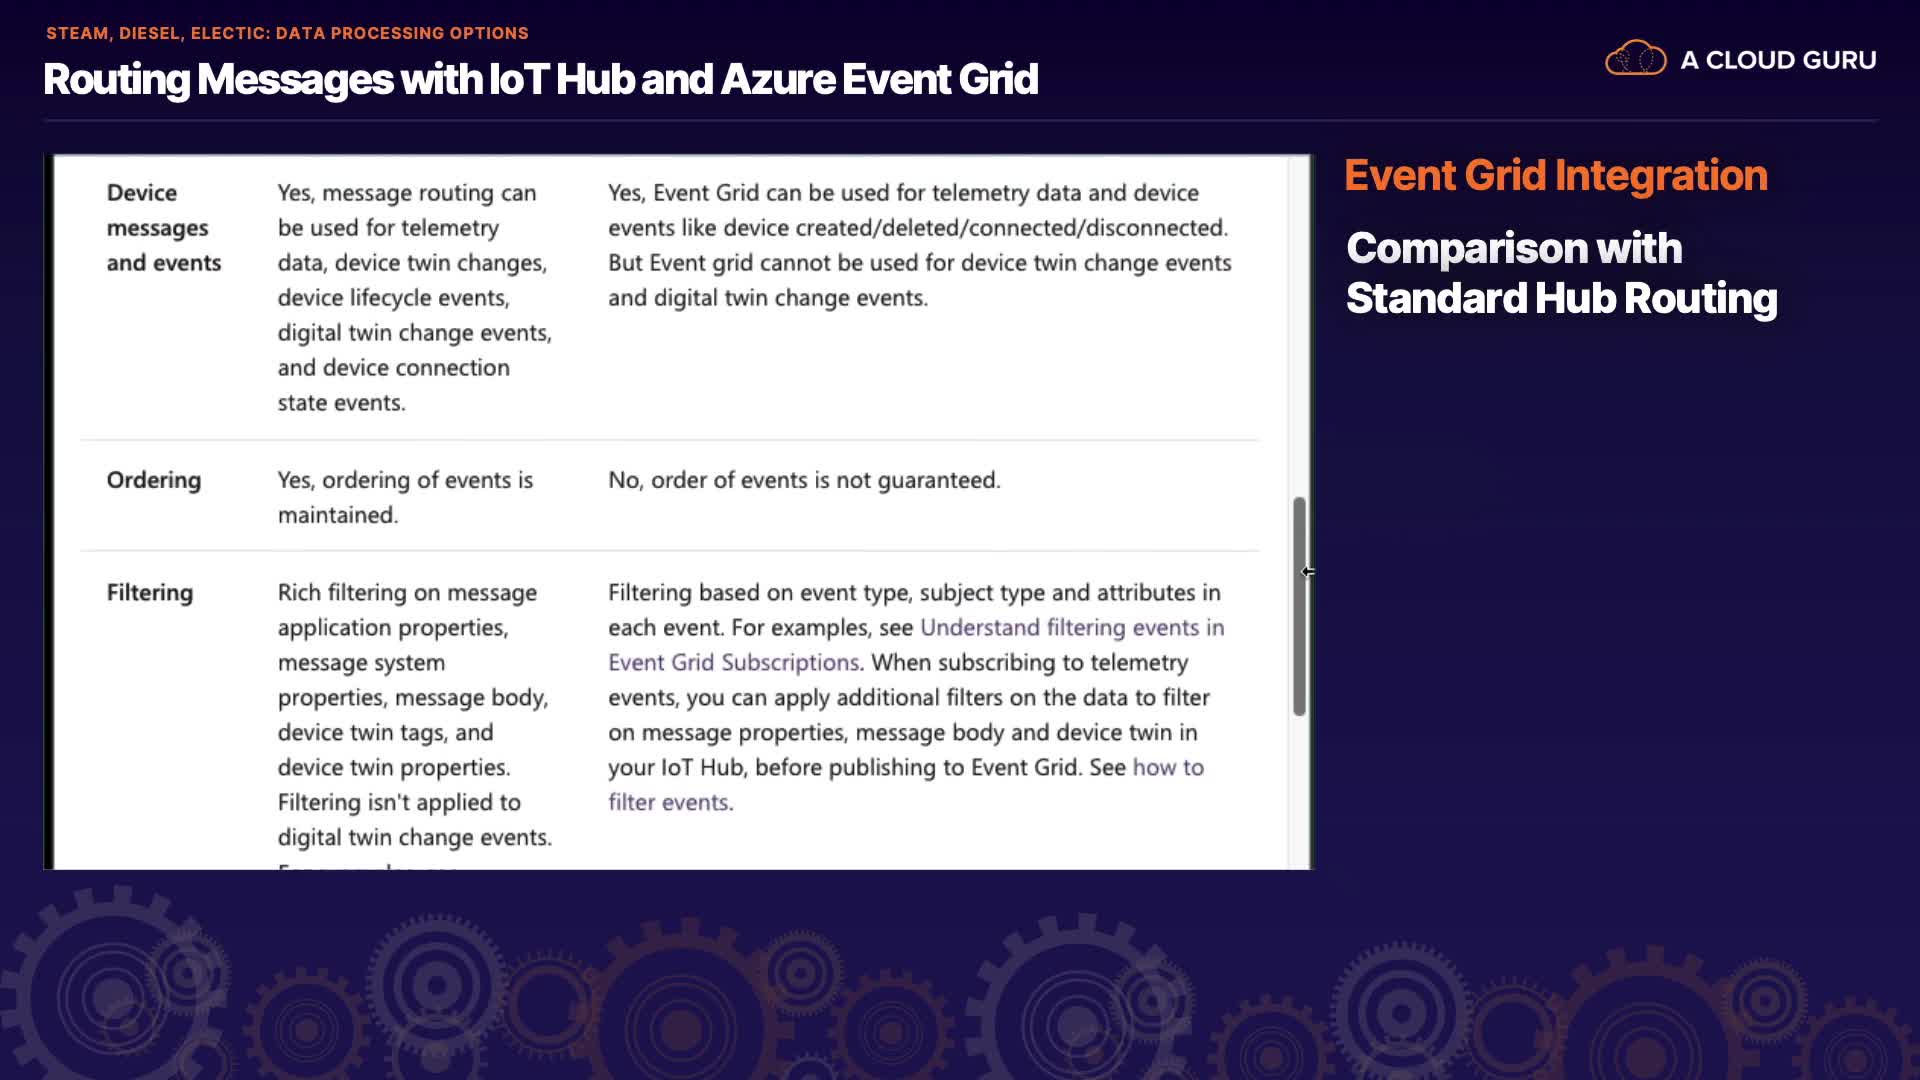 STEAM, DIESEL, ELECTIC: DATA PROCESSING OPTIONS
Routing Messages with IoT Hub and Azure Event Grid
A CLOUD GURU
Device
messages
and events
Yes, message routing can
be used for telemetry
data, device twin changes,
device lifecycle events,
digital twin change events,
and device connection
state events.
Yes, Event Grid can be used for telemetry data and device
events like device created/deleted/connected/disconnected.
But Event grid cannot be used for device twin change events
and digital twin change events.
Ordering
Yes, ordering of events is
maintained.
No, order of events is not guaranteed.
Filtering
Rich filtering on message
application properties,
message system
properties, message body,
device twin tags, and
device twin properties.
Filtering isn't applied to
digital twin change events.
Filtering based on event type, subject type and attributes in
each event. For examples, see Understand filtering events in
Event Grid Subscriptions. When subscribing to telemetry
events, you can apply additional filters on the data to filter
on message properties, message body and device twin in
your IoT Hub, before publishing to Event Grid. See how to
filter events.
Event Grid Integration
Comparison with
Standard Hub Routing